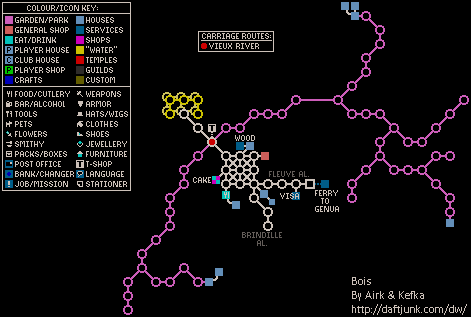 COLOUR/ICON KEY:
GARDEN/PARK
HOUSES
GENERAL SHOP
SERVICES
EAT/DRINK
SHOPS
PLAYER HOUSE
"WATER"
CLUB HOUSE
TEMPLES
PLAYER SHOP
GUILDS
CRAFTS
CUSTOM
FOOD/CUTLERY
WEAPONS
BAR/ALCOHOL
ARMOR
TOOLS
HATS/WIGS
PETS
CLOTHES
FLOWERS
SHOES
SMITHY
JEWELLERY
PACKS/BOXES
FURNITURE
POST OFFICE
T-SHOP
BANK/CHANGER
LANGUAGE
JOB/MISSION
STATIONER
CARRIAGE ROUTES:
VIEUX RIVER
T
WOOD
CAKE
FLEUVE AL.
VISA
FERRY
TO
GENUA
BRINDILLE
AL.
Bois
By Airk & Kefka
http://daftjunk.com/dw/